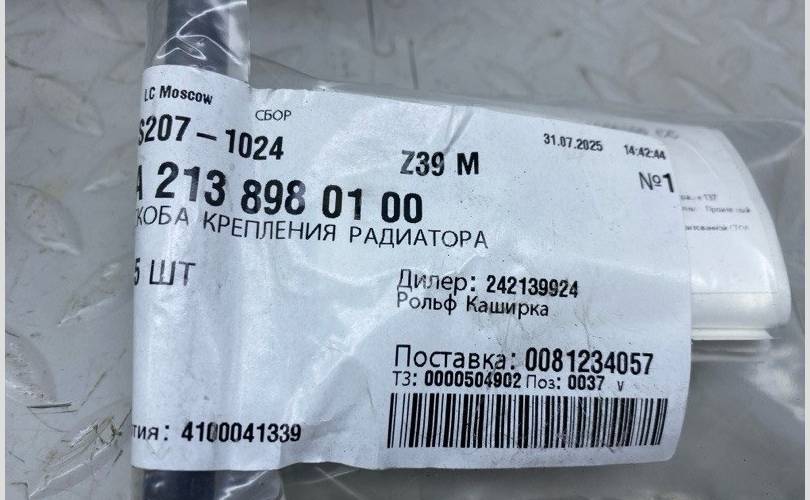 LC Moscow
СБОР
S207-1024
Z39 M
31.07.2025 14:42:44
№1
A 213 898 01 00
КОБА КРЕПЛЕНИЯ РАДИАТОРА
5 ШТ
Дилер: 242139924
Рольф Каширка
Поставка: 0081234057
ТЗ: 0000504902 Поз: 0037 v
тия: 4100041339